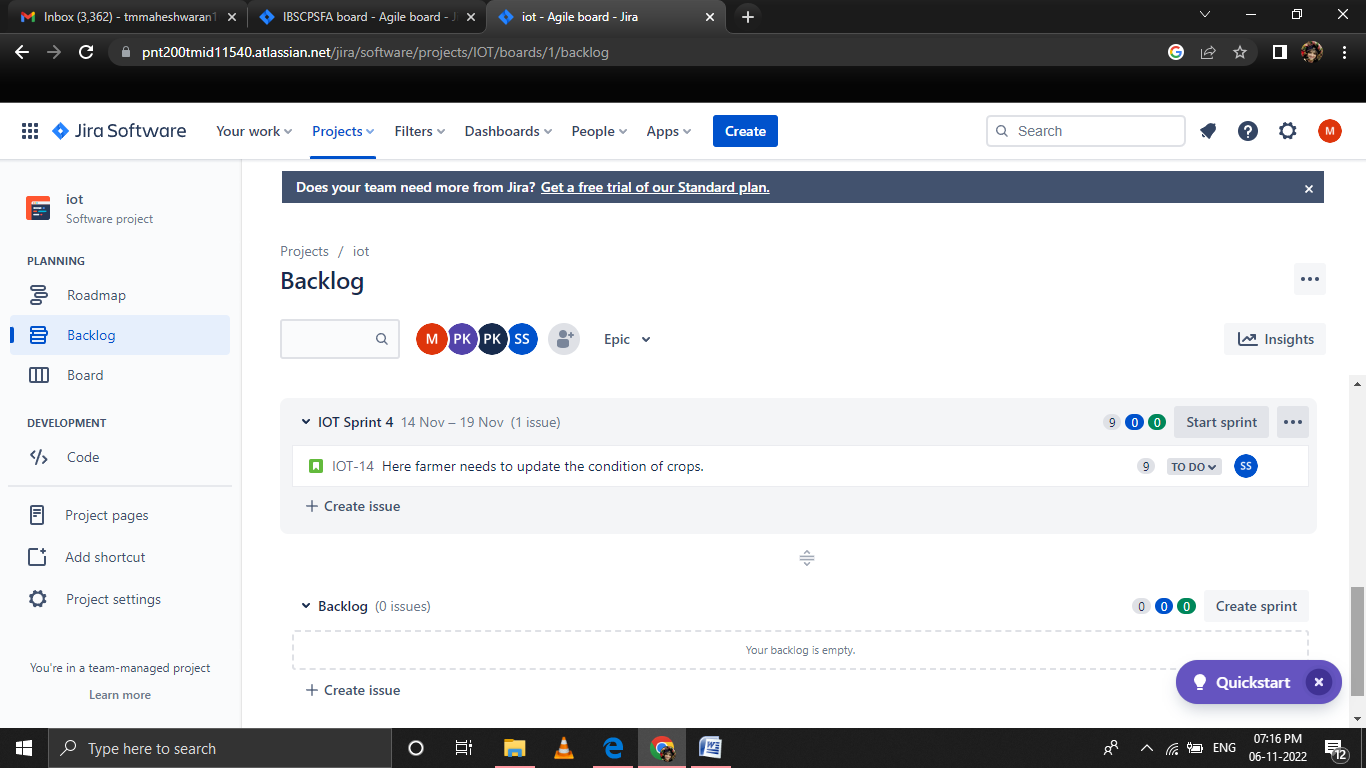 Inbox (3,362) - tmmaheshwaran1
IBSCPSFA board - Agile board - J
iot - Agile board - Jira
pnt200tmid11540.atlassian.net/jira/software/projects/IOT/boards/1/backlog
Jira Software Your work Projects Filters Dashboards People Apps Create Search M
iot
Software project
PLANNING
Roadmap
Backlog
Board
DEVELOPMENT
Code
Project pages
Add shortcut
Project settings
You're in a team-managed project
Learn more
Does your team need more from Jira? Get a free trial of our Standard plan.
Projects / iot
Backlog
M PK PK SS Epic Insights
IOT Sprint 4 14 Nov – 19 Nov (1 issue) 9 0 0 Start sprint
IOT-14 Here farmer needs to update the condition of crops. 9 TO DO SS
+ Create issue
Backlog (0 issues) 0 0 0 Create sprint
Your backlog is empty.
+ Create issue
Quickstart
Type here to search
ENG
07:16 PM
06-11-2022
12